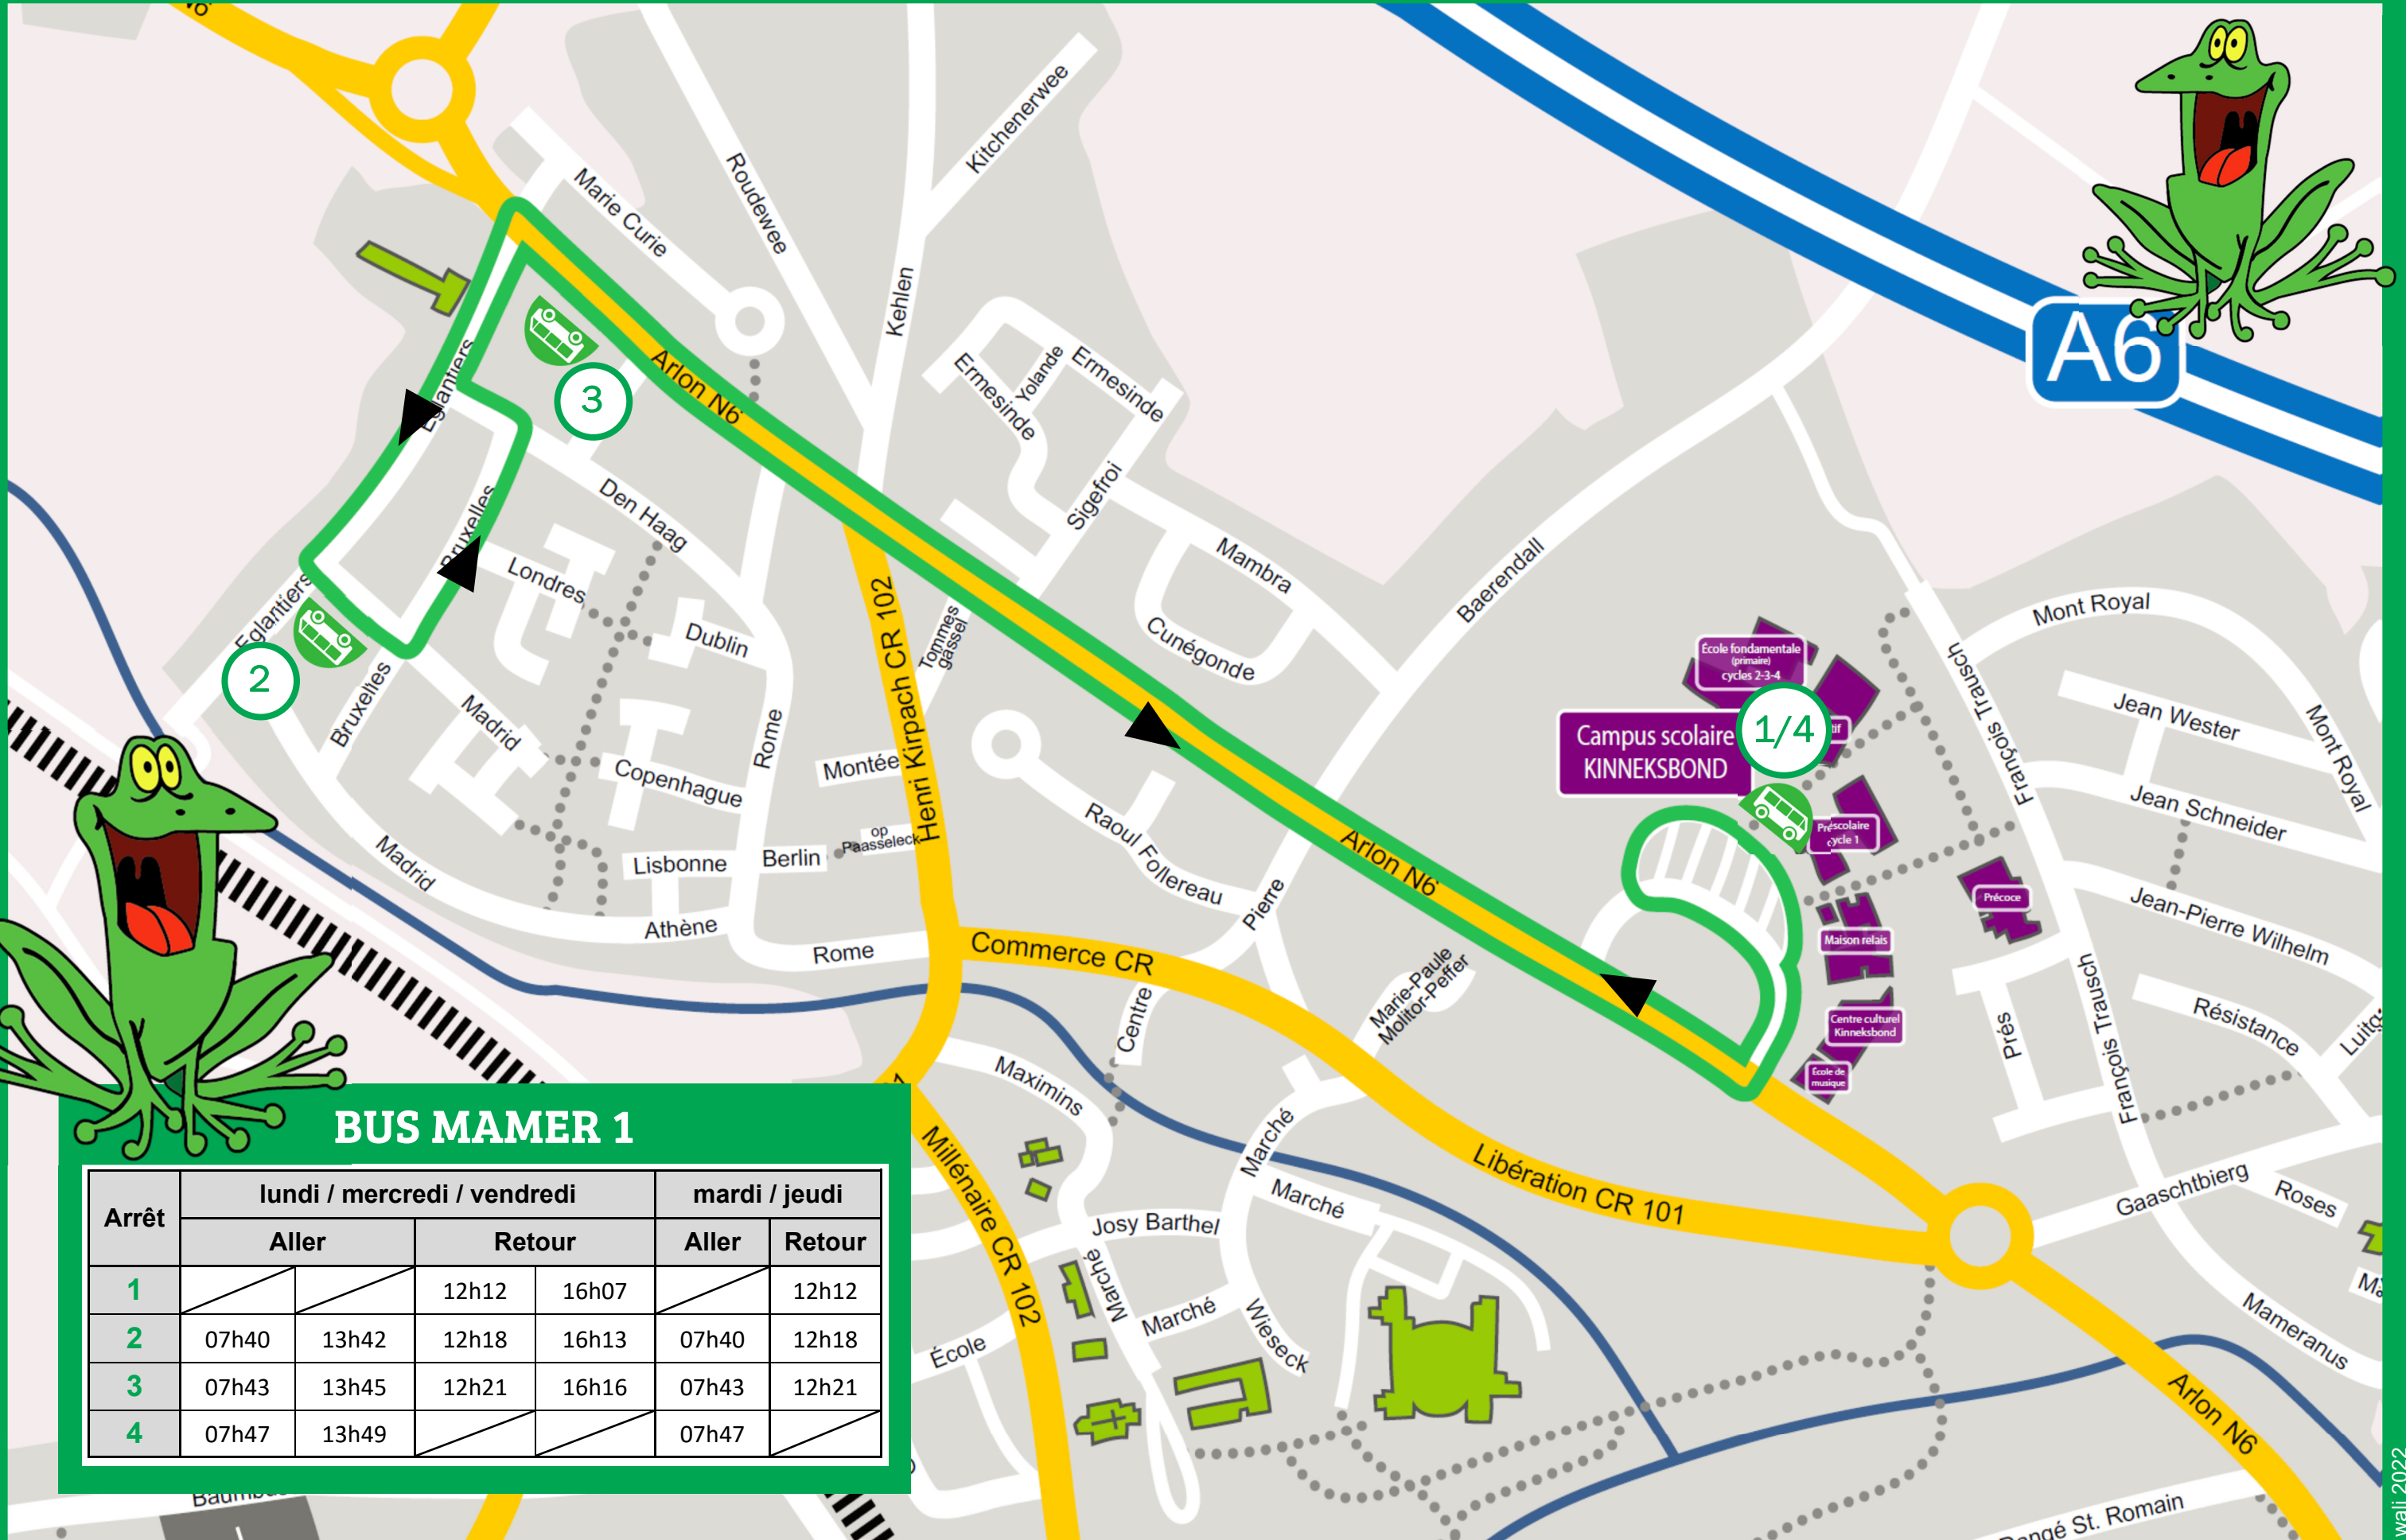 N6
Marie Curie
Roudewee
Kehlen
Kitchenerwee
A6
Eglantiers
3
Arlon N6
Ermesinde
Yolande
Ermesinde
Sigefroi
Mambra
Cunégonde
Baerendall
Bruxelles
Den Haag
Londres
Dublin
Eglantiers
2
Bruxelles
Madrid
Copenhague
Rome
Montée
Henri Kirpach CR 102
Tommes
gässel
op
Paasseleck
Lisbonne
Berlin
Madrid
Athène
Rome
Commerce CR
Raoul Follereau
Pierre
Arlon N6
Marie-Paule
Molitor-Peffer
École fondamentale
(primaire)
cycles 2-3-4
Campus scolaire
KINNEKSBOND
1/4
tif
Préscolaire
cycle 1
Précoce
Maison relais
Centre culturel
Kinneksbond
École de
musique
François Trausch
Mont Royal
Jean Wester
Mont Royal
Jean Schneider
Jean-Pierre Wilhelm
Résistance
Prés
François Trausch
Gaaschtbierg
Roses
Mameranus
Centre
Maximins
Marché
Marché
Libération CR 101
Josy Barthel
Marché
Marché
Wieseck
Millénaire CR 102
École
Arlon N6
Dangé St. Romain
BUS MAMER 1
Arrêt lundi / mercredi / vendredi mardi / jeudi
Aller Retour Aller Retour
1 12h12 16h07 12h12
2 07h40 13h42 12h18 16h13 07h40 12h18
3 07h43 13h45 12h21 16h16 07h43 12h21
4 07h47 13h49 07h47
wali 2022